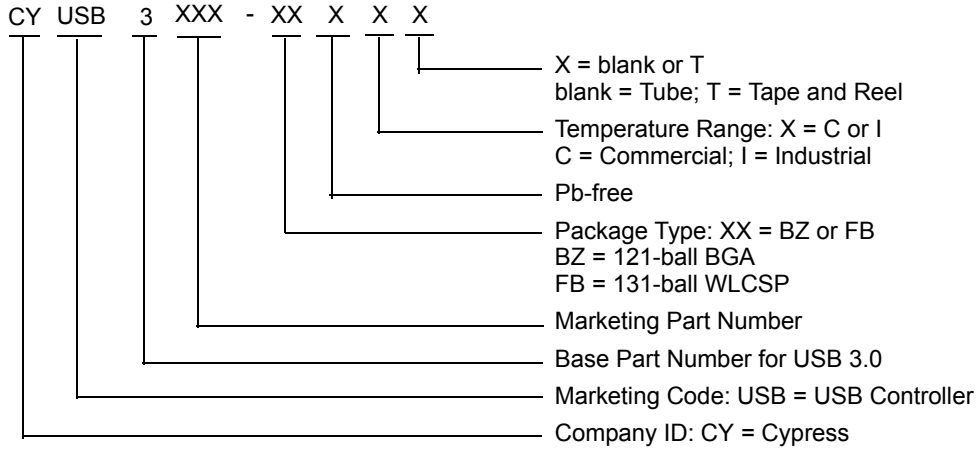 CY USB 3 XXX - XX X X X
X = blank or T
blank = Tube; T = Tape and Reel
Temperature Range: X = C or I
C = Commercial; I = Industrial
Pb-free
Package Type: XX = BZ or FB
BZ = 121-ball BGA
FB = 131-ball WLCSP
Marketing Part Number
Base Part Number for USB 3.0
Marketing Code: USB = USB Controller
Company ID: CY = Cypress